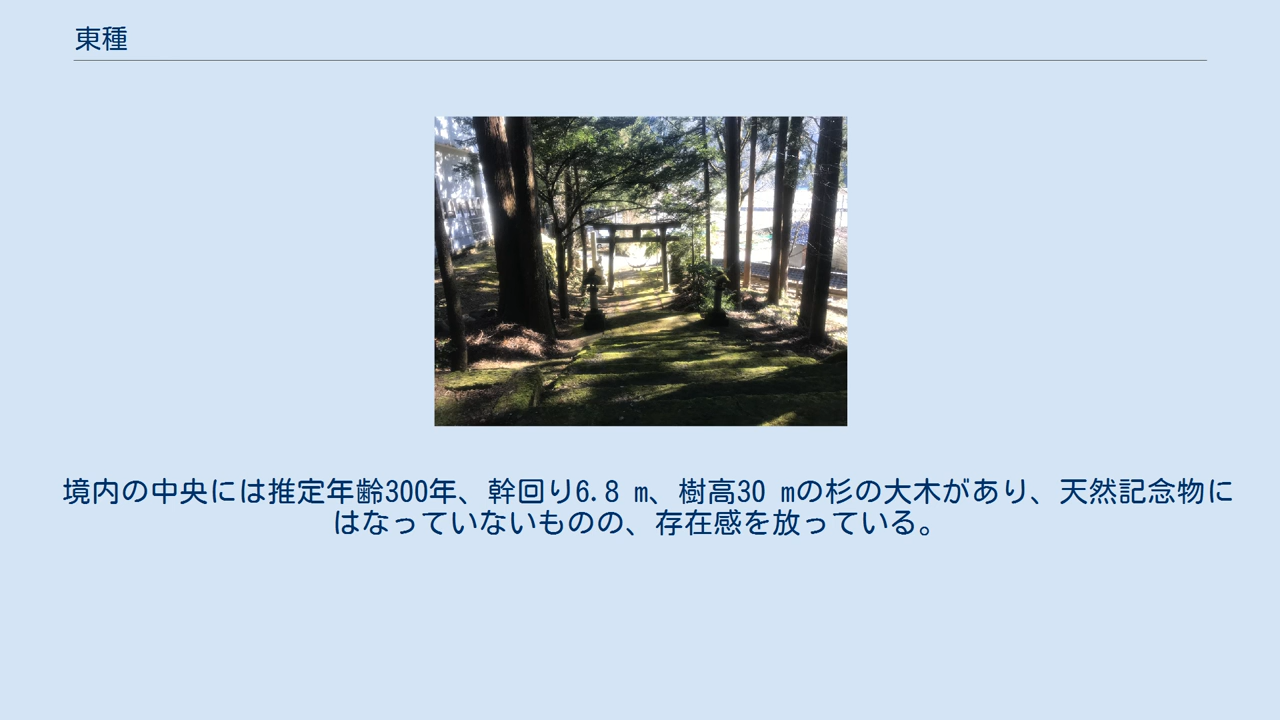 東種
境内の中央には推定年齢300年、幹回り6.8 m、樹高30 mの杉の大木があり、天然記念物に
はなっていないものの、存在感を放っている。